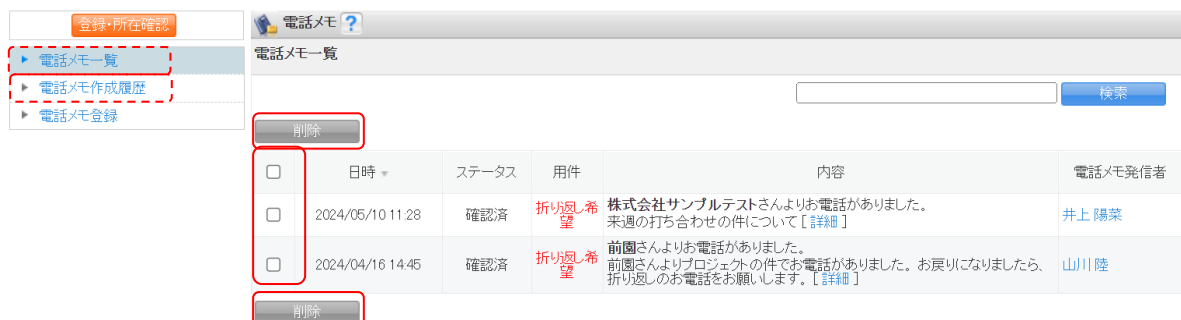 登録・所在確認
電話メモ一覧
電話メモ作成履歴
電話メモ登録
電話メモ ?
電話メモ一覧
検索
削除
日時 ステータス 用件 内容 電話メモ発信者
2024/05/10 11:28 確認済 折り返し希望 株式会社サンプルテストさんよりお電話がありました。
来週の打ち合わせの件について [ 詳細 ]
井上 陽菜
2024/04/16 14:45 確認済 折り返し希望 前園さんよりお電話がありました。
前園さんよりプロジェクトの件でお電話がありました。お戻りになりましたら、
折り返しのお電話をお願いします。 [ 詳細 ]
山川 陸
削除